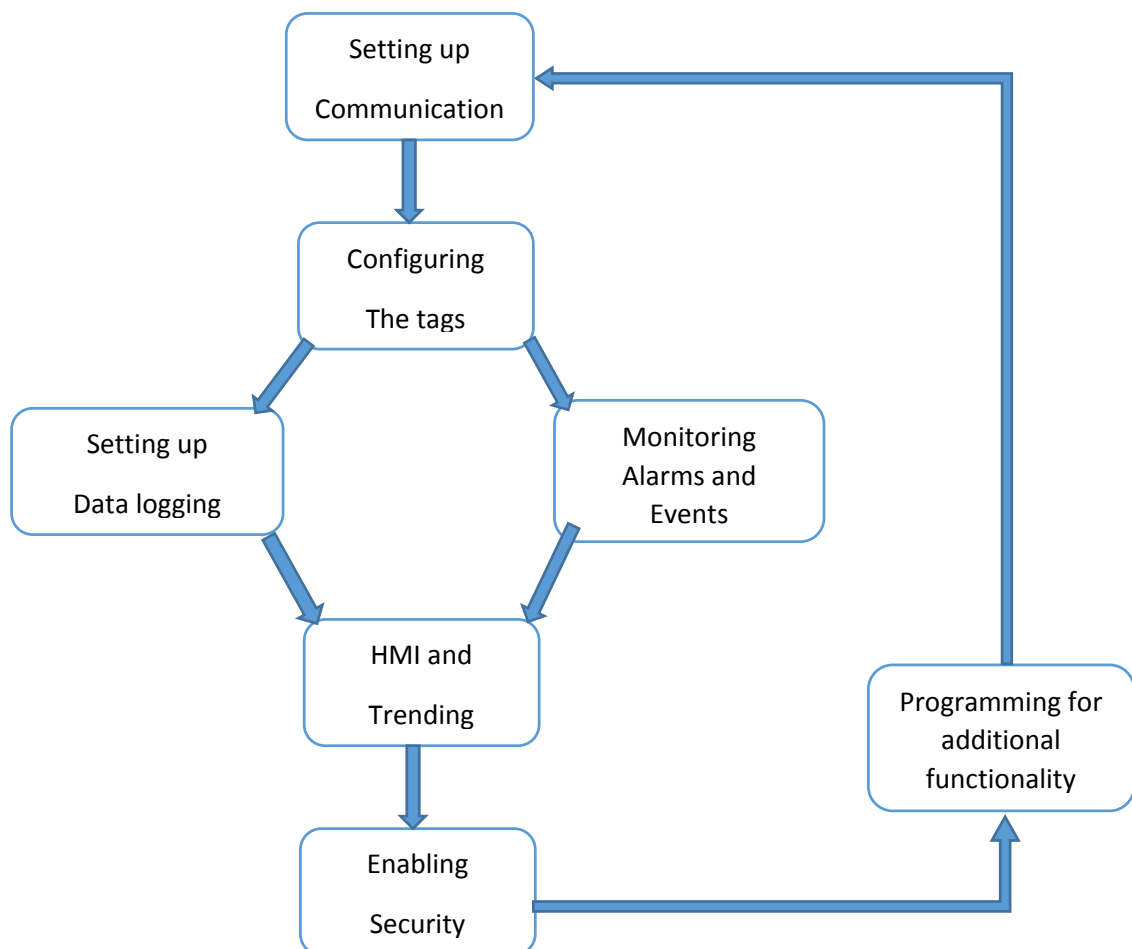 Setting up
Communication
Configuring
The tags
Setting up
Data logging
Monitoring
Alarms and
Events
HMI and
Trending
Programming for
additional
functionality
Enabling
Security